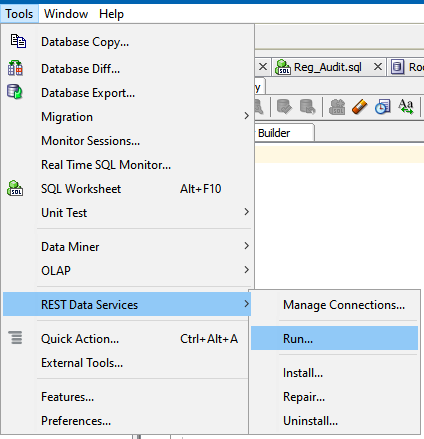 Tools Window Help
Database Copy...
Database Diff...
Database Export...
Migration
Monitor Sessions...
Real Time SQL Monitor...
SQL Worksheet Alt+F10
Unit Test
Data Miner
OLAP
REST Data Services
Quick Action... Ctrl+Alt+A
External Tools...
Features...
Preferences...
Reg_Audit.sql
Builder
Manage Connections...
Run...
Install...
Repair...
Uninstall...